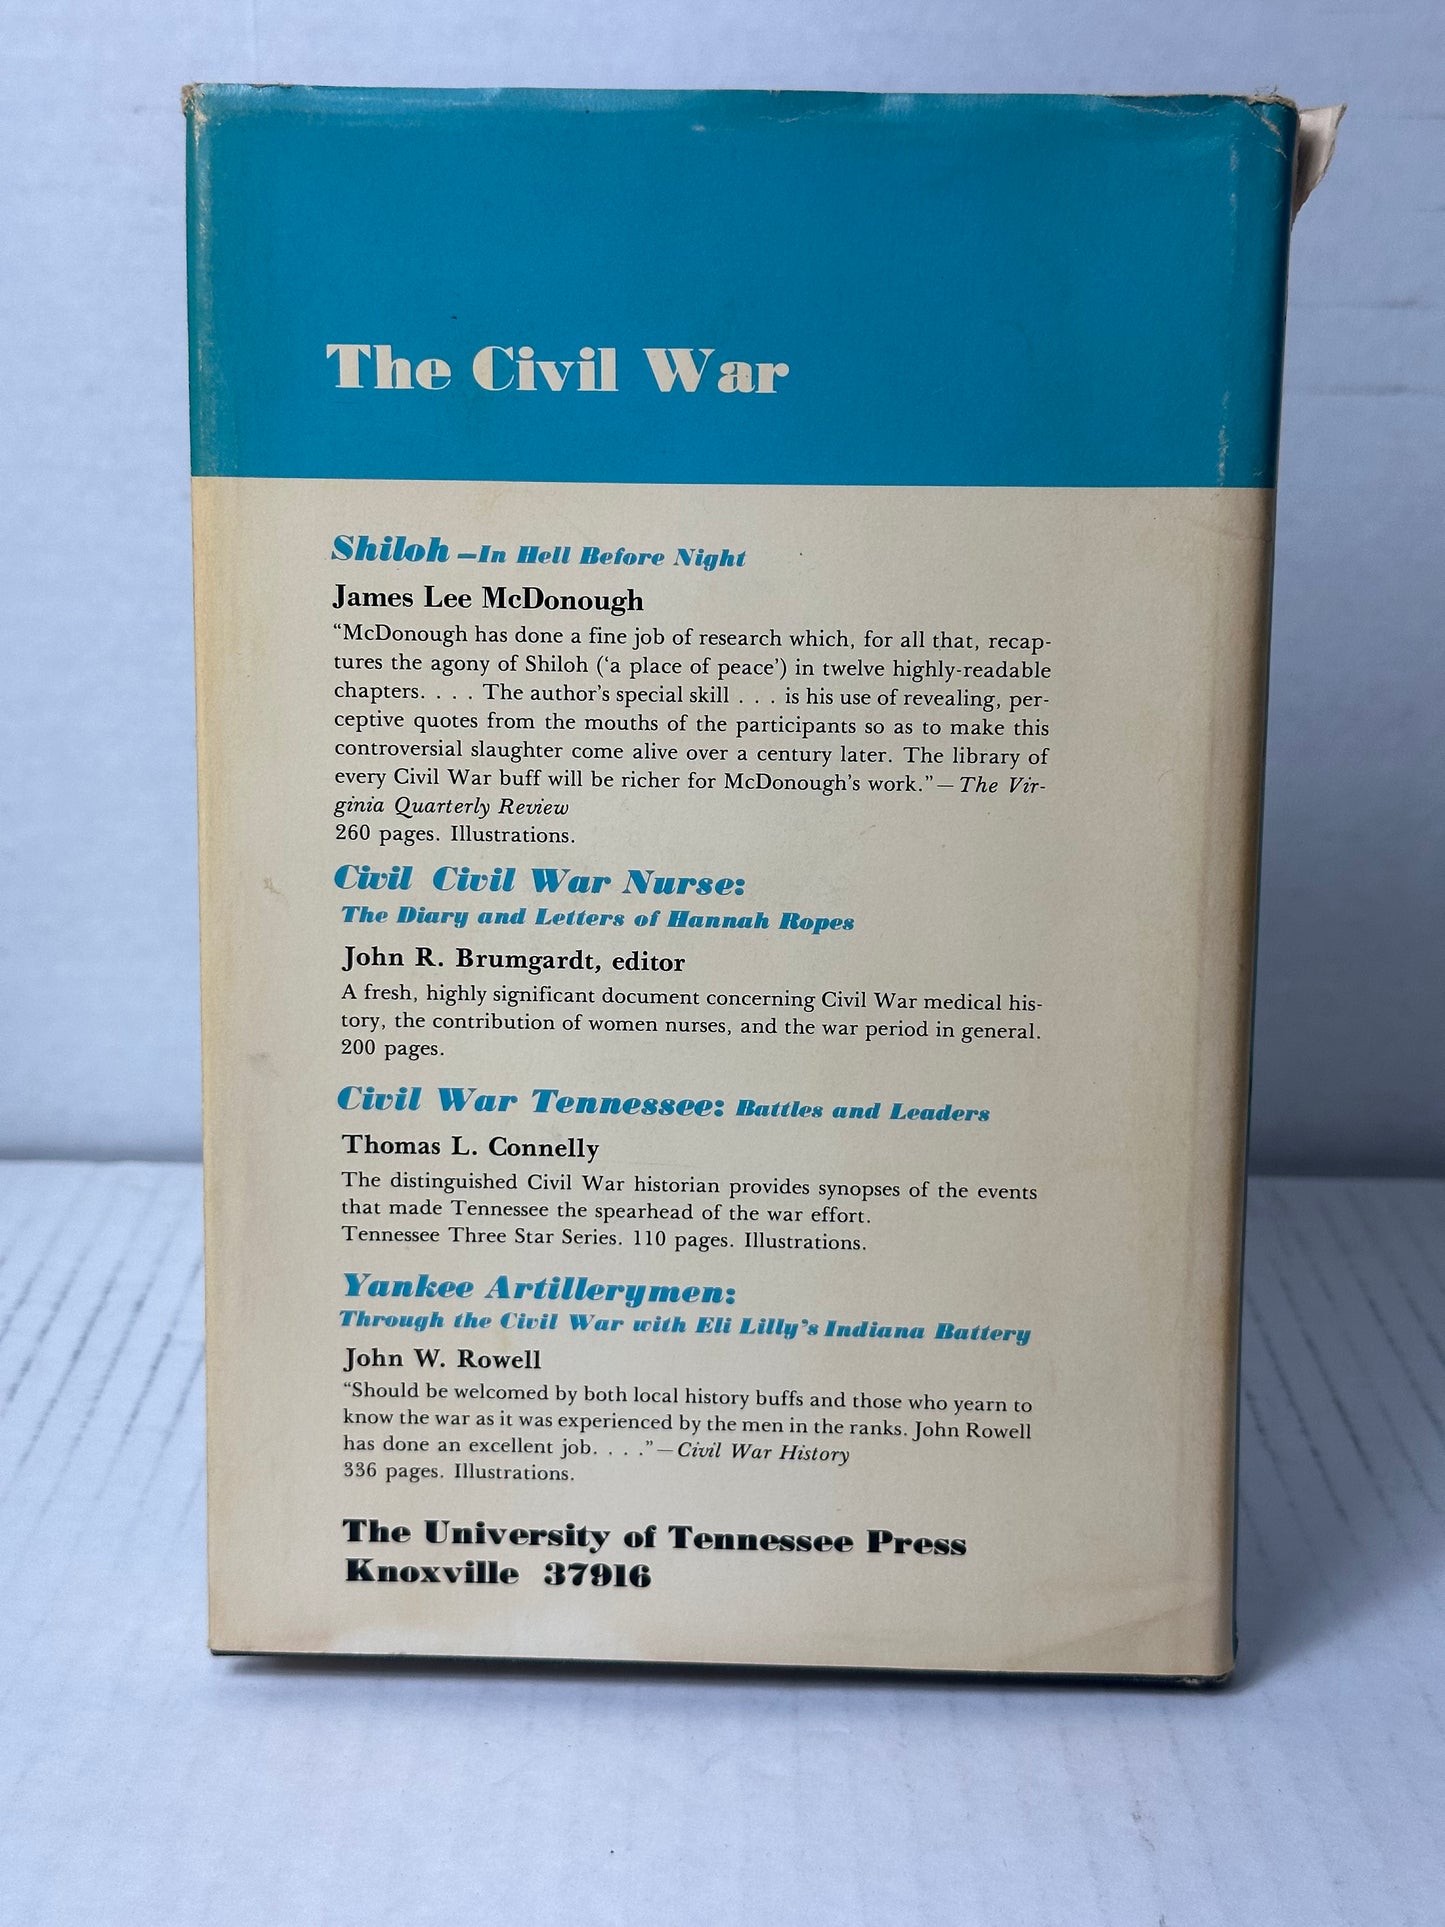 The Civil War
Shiloh —In Hell Before Night
James Lee McDonough
“McDonough has done a fine job of research which, for all that, recap-
tures the agony of Shiloh (‘a place of peace’) in twelve highly-readable
chapters. . . . The author’s special skill . . . is his use of revealing, per-
ceptive quotes from the mouths of the participants so as to make this
controversial slaughter come alive over a century later. The library of
every Civil War buff will be richer for McDonough’s work.”—The Vir-
ginia Quarterly Review
260 pages. Illustrations.
Civil Civil War Nurse:
The Diary and Letters of Hannah Ropes
John R. Brumgardt, editor
A fresh, highly significant document concerning Civil War medical his-
tory, the contribution of women nurses, and the war period in general.
200 pages.
Civil War Tennessee: Battles and Leaders
Thomas L. Connelly
The distinguished Civil War historian provides synopses of the events
that made Tennessee the spearhead of the war effort.
Tennessee Three Star Series. 110 pages. Illustrations.
Yankee Artillerymen:
Through the Civil War with Eli Lilly’s Indiana Battery
John W. Rowell
“Should be welcomed by both local history buffs and those who yearn to
know the war as it was experienced by the men in the ranks. John Rowell
has done an excellent job. . . .”—Civil War History
336 pages. Illustrations.
The University of Tennessee Press
Knoxville 37916